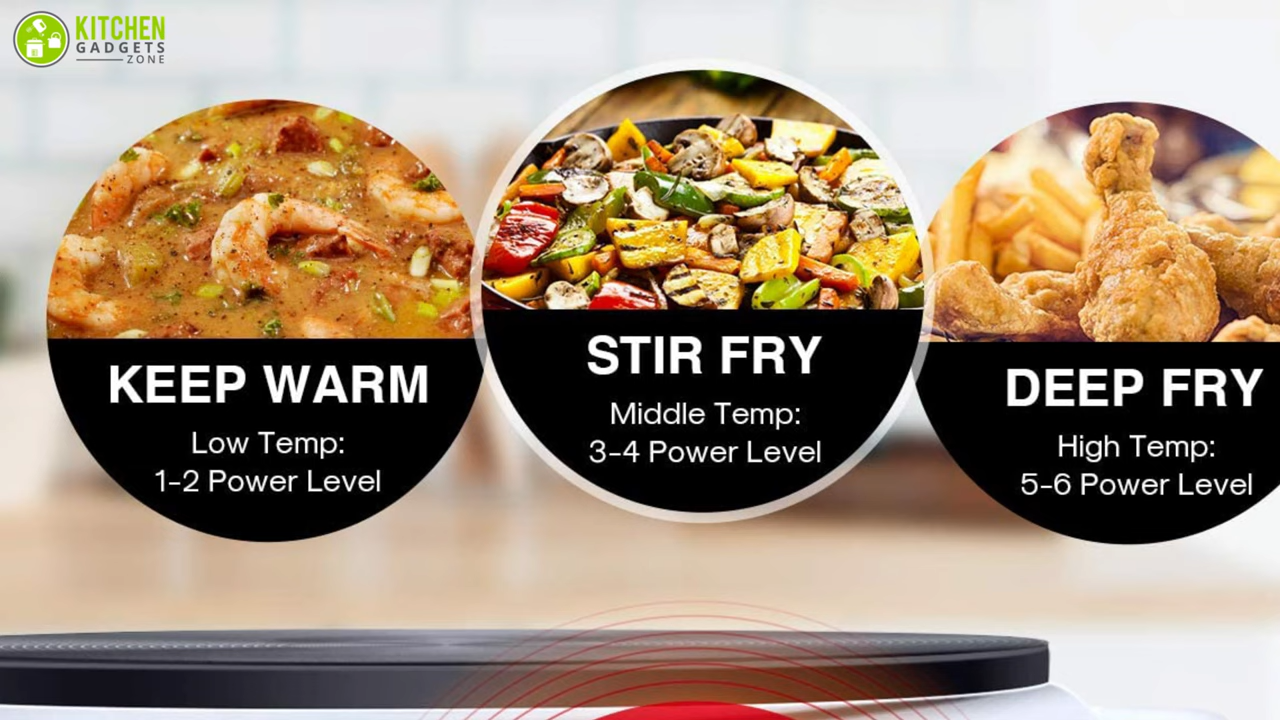 KITCHEN
GADGETS
ZONE
KEEP WARM
Low Temp:
1-2 Power Level
STIR FRY
Middle Temp:
3-4 Power Level
DEEP FRY
High Temp:
5-6 Power Level